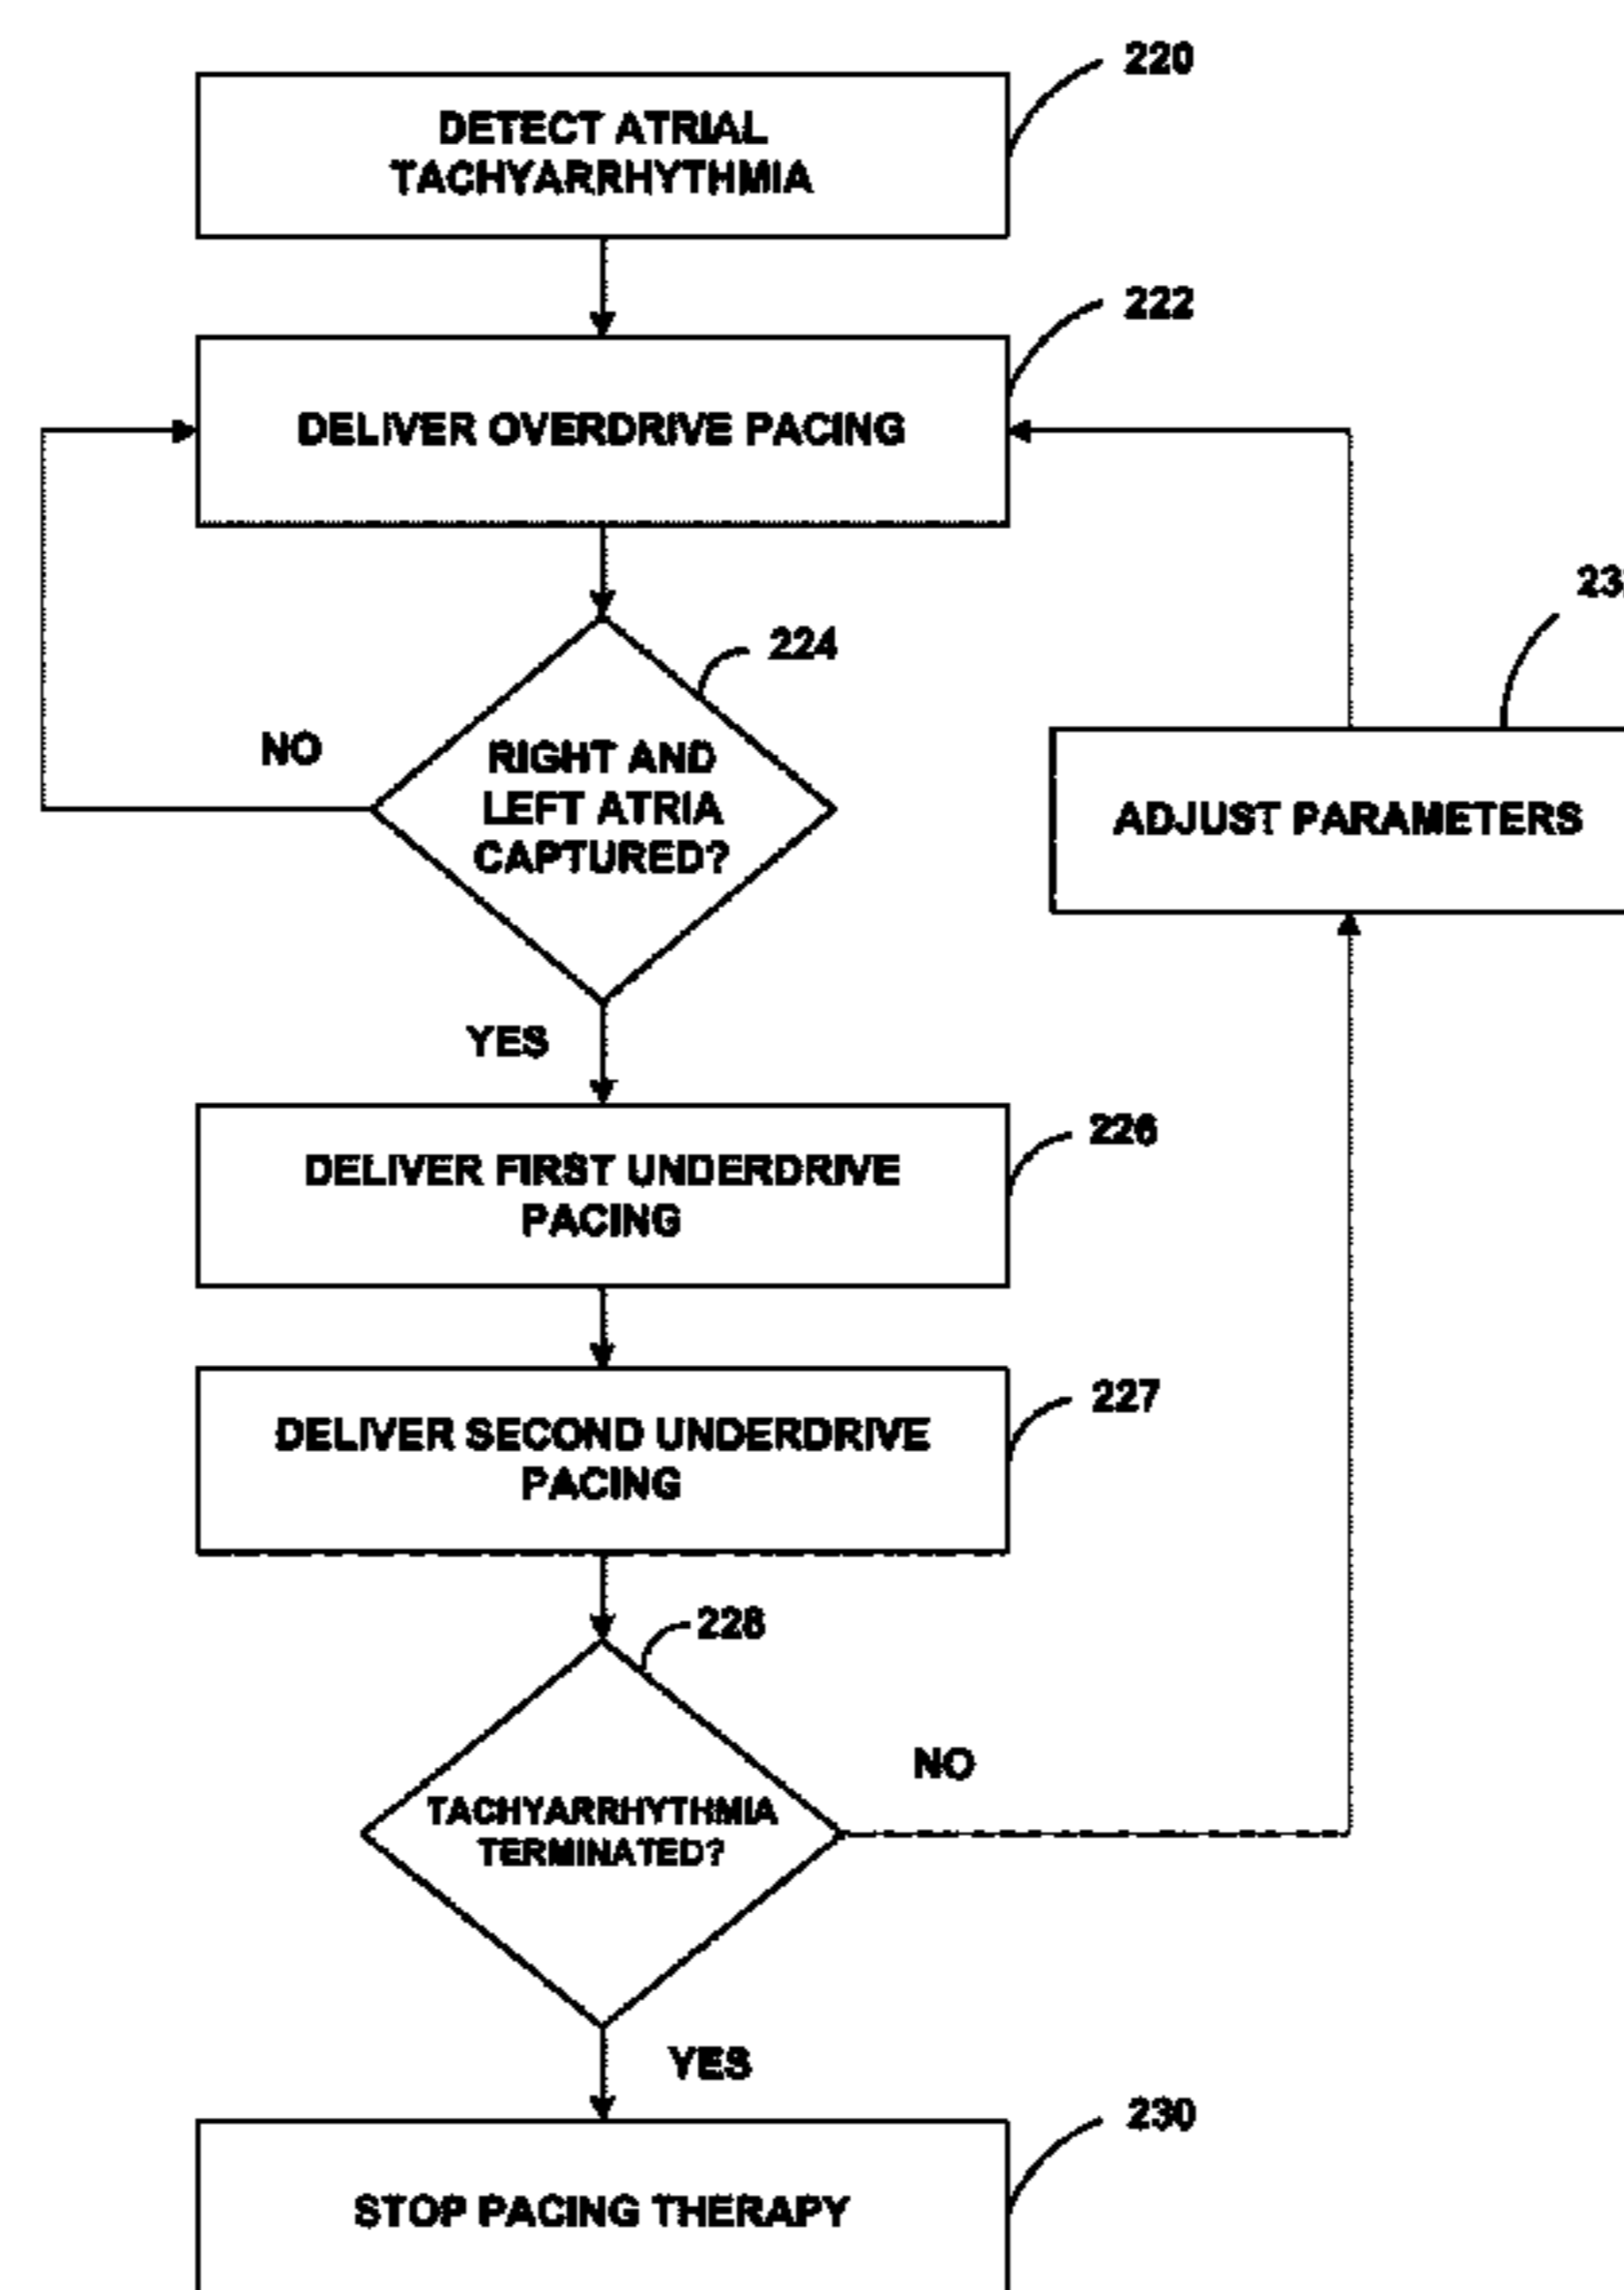 220
DETECT ATRIAL
TACHYARRHYTHMIA
222
DELIVER OVERDRIVE PACING
224
NO
RIGHT AND
LEFT ATRIA
CAPTURED?
ADJUST PARAMETERS
YES
226
DELIVER FIRST UNDERDRIVE
PACING
227
DELIVER SECOND UNDERDRIVE
PACING
228
NO
TACHYARRHYTHMIA
TERMINATED?
YES
230
STOP PACING THERAPY